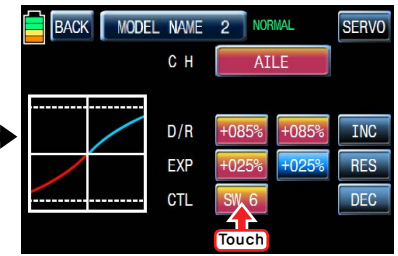 BACK MODEL NAME 2 NORMAL SERVO
C H AILE
D/R +085% +085% INC
EXP +025% +025% RES
CTL SW 6 DEC
Touch